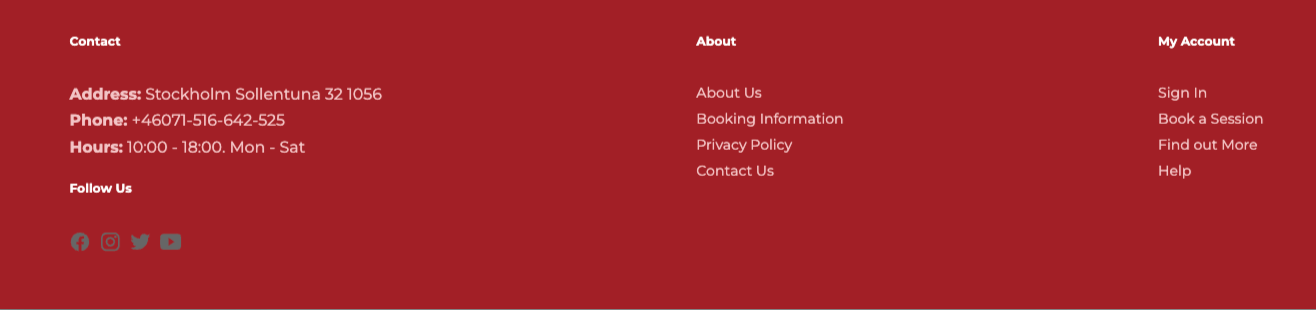 Contact
Address: Stockholm Sollentuna 32 1056
Phone: +46071-516-642-525
Hours: 10:00 - 18:00. Mon - Sat
Follow Us
About
About Us
Booking Information
Privacy Policy
Contact Us
My Account
Sign In
Book a Session
Find out More
Help